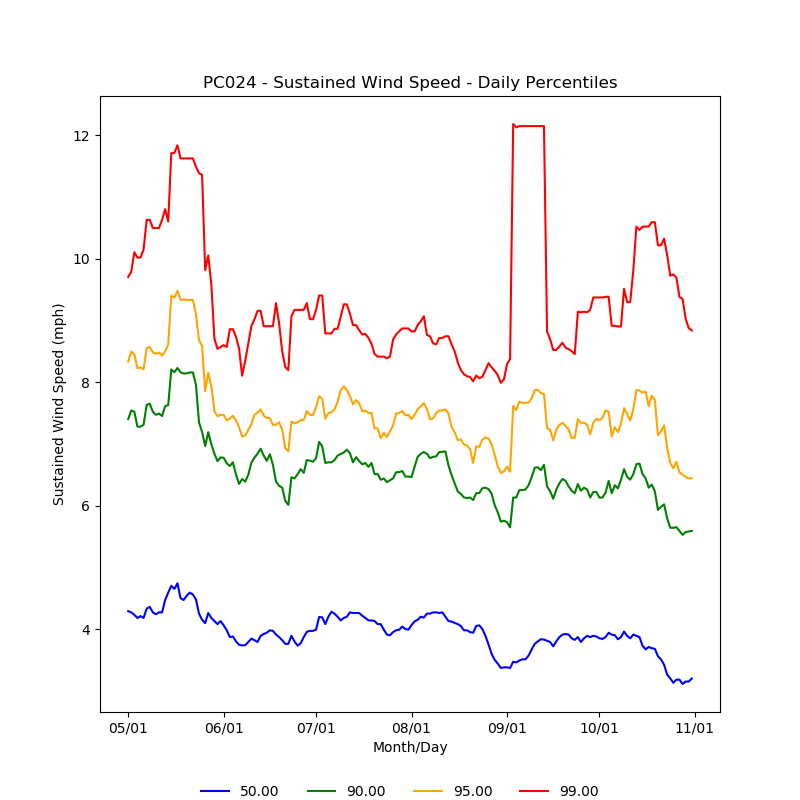 PC024 - Sustained Wind Speed - Daily Percentiles
12
10
8
6
4
Sustained Wind Speed (mph)
05/01 06/01 07/01 08/01 09/01 10/01 11/01
Month/Day
50.00 90.00 95.00 99.00